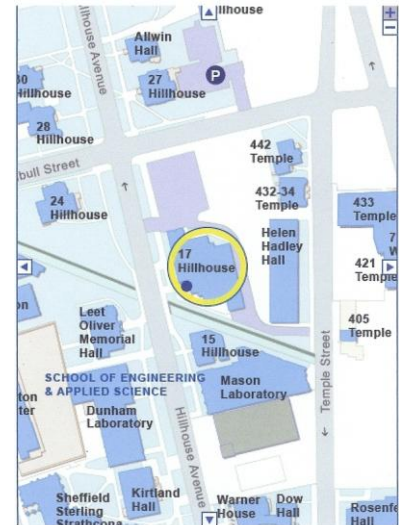 llhouse
Allwin
Hall
30
Hillhouse
27
Hillhouse
P
28
Hillhouse
bull Street
442
Temple
24
Hillhouse
432-34
Temple
433
Temple
Helen
Hadley
Hall
17
Hillhouse
421
Temple
405
Temple
Leet
Oliver
Memorial
Hall
15
Hillhouse
SCHOOL OF ENGINEERING
& APPLIED SCIENCE
Mason
Laboratory
Dunham
Laboratory
Hillhouse Avenue
Hillhouse Avenue
Temple Street
Sheffield
Sterling
Strathcona
Kirtland
Hall
Warner
House
Dow
Hall
Rosenfe
Hall